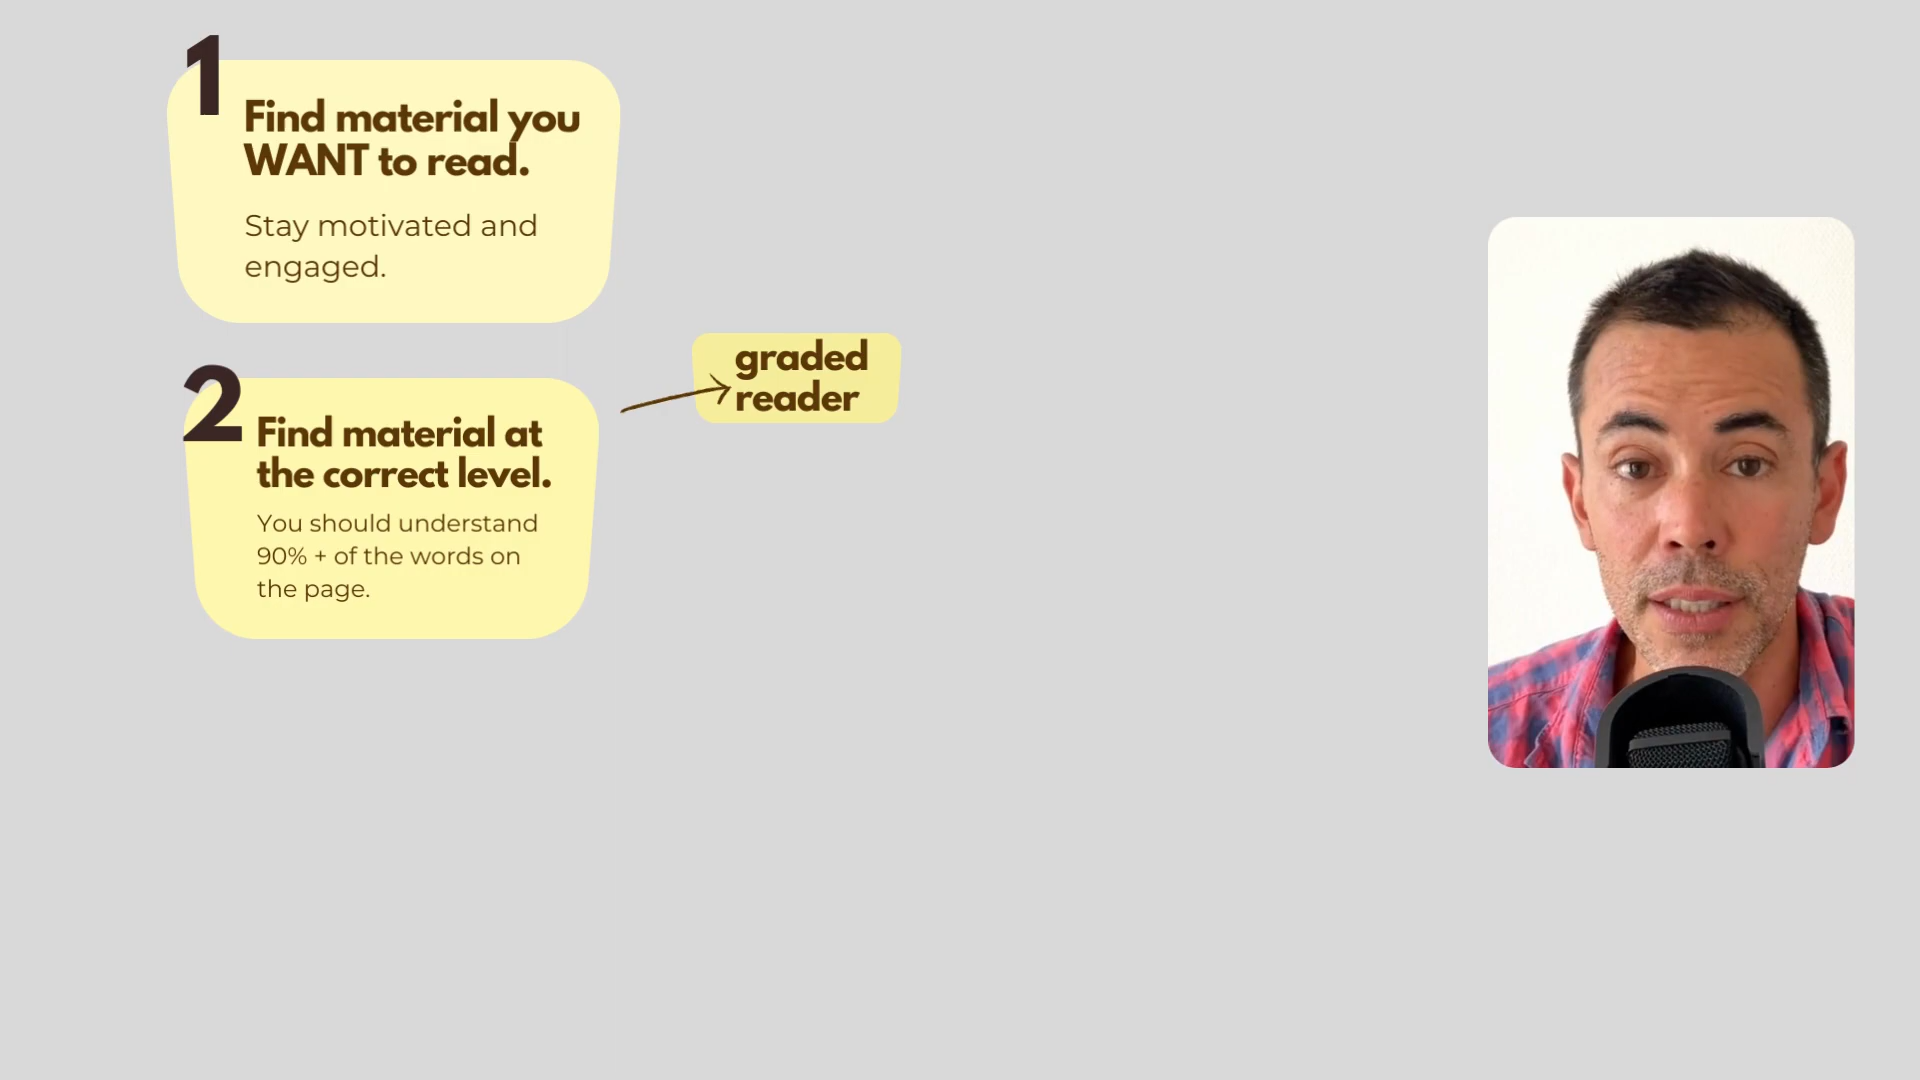 1
Find material you
WANT to read.
Stay motivated and
engaged.
2
Find material at
the correct level.
You should understand
90% + of the words on
the page.
graded
reader